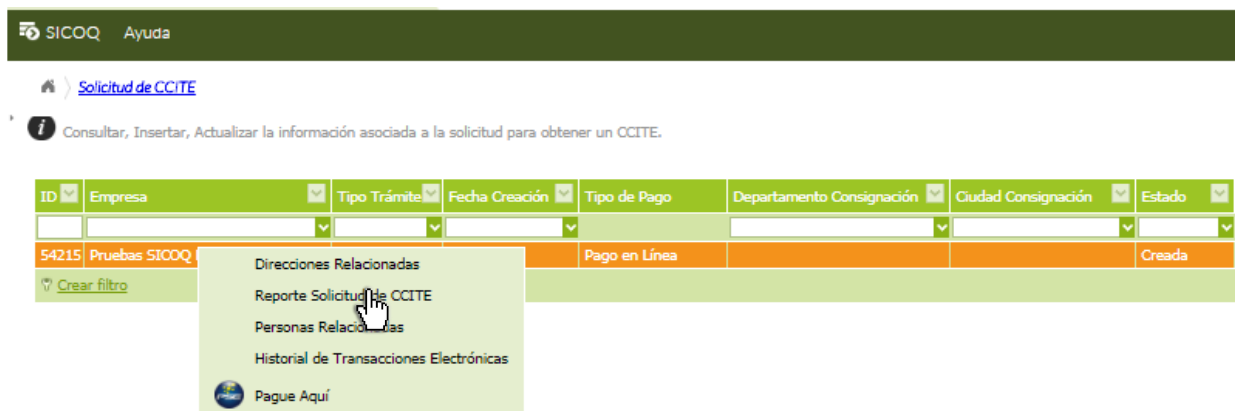 SICOQ Ayuda
Solicitud de CCITE
Consultar, Insertar, Actualizar la información asociada a la solicitud para obtener un CCITE.
ID Empresa Tipo Trámite Fecha Creación Tipo de Pago Departamento Consignación Ciudad Consignación Estado
54215 Pruebas SICOQ Pago en Línea Creada
Crear filtro
Direcciones Relacionadas
Reporte Solicitud de CCITE
Personas Relacionadas
Historial de Transacciones Electrónicas
Pague Aquí